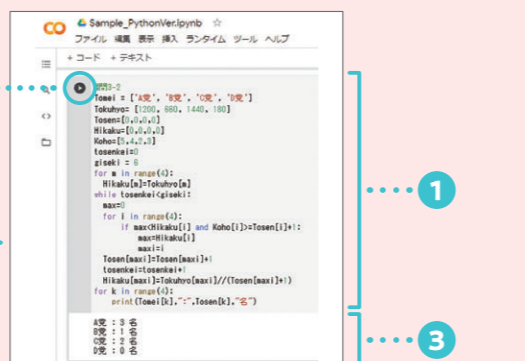 Sample_PythonVer.ipynb
ファイル 編集 表示 挿入 ランタイム ツール ヘルプ
+ コード + テキスト
Tomei = ['A党', 'B党', 'C党', 'D党']
Tokuhyo= [1200, 660, 1440, 180]
Tosen=[0,0,0,0]
Hikaku=[0,0,0,0]
Koho=[5,4,2,3]
tosenkei=0
giseki = 6
for m in range(4):
Hikaku[m]=Tokuhyo[m]
while tosenkei<giseki:
max=0
for i in range(4):
if max<Hikaku[i] and Koho[i]>=Tosen[i]+1:
max=Hikaku[i]
maxi=i
Tosen[maxi]=Tosen[maxi]+1
tosenkei=tosenkei+1
Hikaku[maxi]=Tokuhyo[maxi]//(Tosen[maxi]+1)
for k in range(4):
print(Tomei[k],":",Tosen[k],"名")
A党 : 3 名
B党 : 1 名
C党 : 2 名
D党 : 0 名
1
3